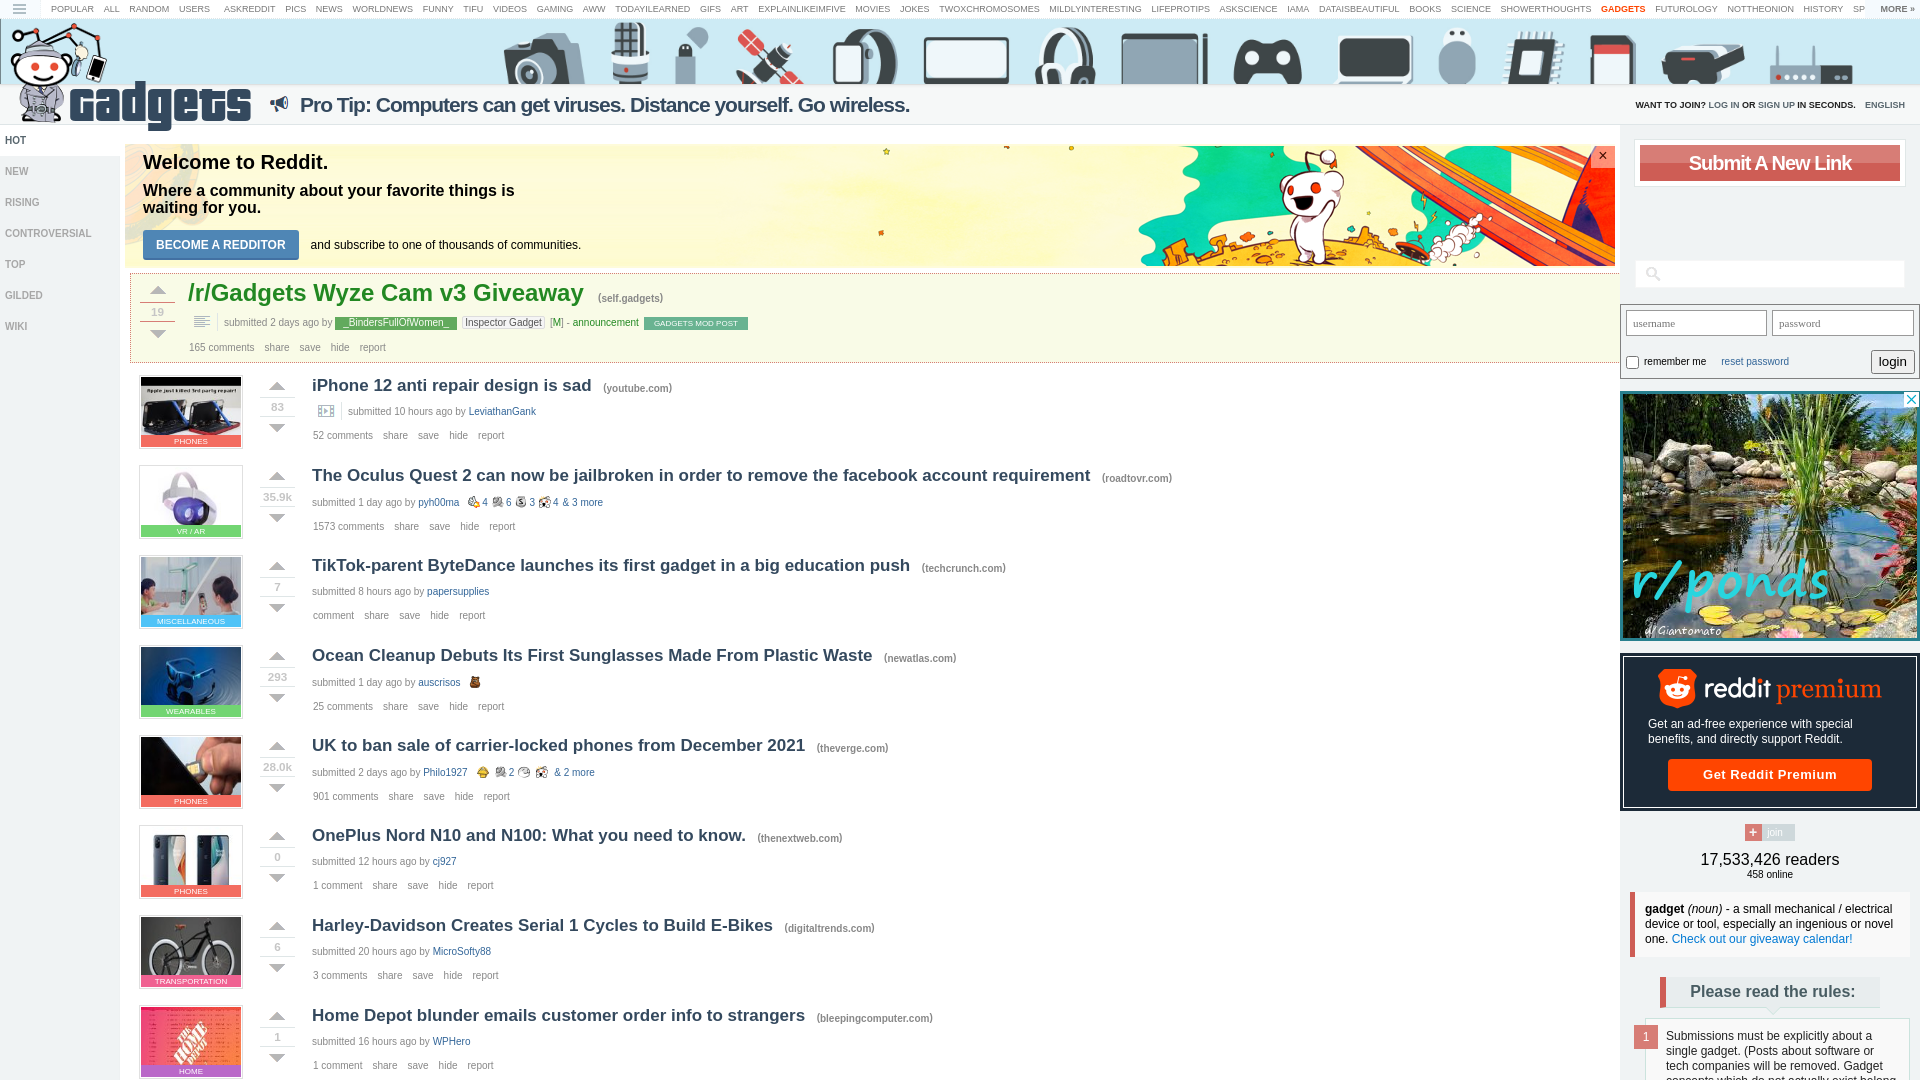 POPULAR ALL RANDOM USERS ASKREDDIT PICS NEWS WORLDNEWS FUNNY TIFU VIDEOS GAMING AWW TODAYILEARNED GIFS ART EXPLAINLIKEIMFIVE MOVIES JOKES TWOXCHROMOSOMES MILDLYINTERESTING LIFEPROTIPS ASKSCIENCE IAMA DATAISBEAUTIFUL BOOKS SCIENCE SHOWERTHOUGHTS GADGETS FUTUROLOGY NOTTHEONION HISTORY SP MORE »
Gadgets
Pro Tip: Computers can get viruses. Distance yourself. Go wireless.
WANT TO JOIN? LOG IN OR SIGN UP IN SECONDS. ENGLISH
HOT
NEW
RISING
CONTROVERSIAL
TOP
GILDED
WIKI
Welcome to Reddit.
Where a community about your favorite things is
waiting for you.
BECOME A REDDITOR and subscribe to one of thousands of communities.
×
/r/Gadgets Wyze Cam v3 Giveaway (self.gadgets)
19
submitted 2 days ago by _BindersFullOfWomen_ Inspector Gadget [M] - announcement GADGETS MOD POST
165 comments share save hide report
Apple just killed 3rd party repair!
PHONES
83
iPhone 12 anti repair design is sad (youtube.com)
submitted 10 hours ago by LeviathanGank
52 comments share save hide report
VR / AR
35.9k
The Oculus Quest 2 can now be jailbroken in order to remove the facebook account requirement (roadtovr.com)
submitted 1 day ago by pyh00ma 4 6 3 4 & 3 more
1573 comments share save hide report
MISCELLANEOUS
7
TikTok-parent ByteDance launches its first gadget in a big education push (techcrunch.com)
submitted 8 hours ago by papersupplies
comment share save hide report
WEARABLES
293
Ocean Cleanup Debuts Its First Sunglasses Made From Plastic Waste (newatlas.com)
submitted 1 day ago by auscrisos
25 comments share save hide report
PHONES
28.0k
UK to ban sale of carrier-locked phones from December 2021 (theverge.com)
submitted 2 days ago by Philo1927 2 & 2 more
901 comments share save hide report
PHONES
0
OnePlus Nord N10 and N100: What you need to know. (thenextweb.com)
submitted 12 hours ago by cj927
1 comment share save hide report
TRANSPORTATION
6
Harley-Davidson Creates Serial 1 Cycles to Build E-Bikes (digitaltrends.com)
submitted 20 hours ago by MicroSofty88
3 comments share save hide report
THE HOME DEPOT
HOME
1
Home Depot blunder emails customer order info to strangers (bleepingcomputer.com)
submitted 16 hours ago by WPHero
1 comment share save hide report
Submit A New Link
username password
remember me reset password login
r/ponds
u/Giantomato
reddit premium
Get an ad-free experience with special
benefits, and directly support Reddit.
Get Reddit Premium
+ join
17,533,426 readers
458 online
gadget (noun) - a small mechanical / electrical
device or tool, especially an ingenious or novel
one. Check out our giveaway calendar!
Please read the rules:
1
Submissions must be explicitly about a
single gadget. (Posts about software or
tech companies will be removed. Gadget
concepts which do not actually exist belong